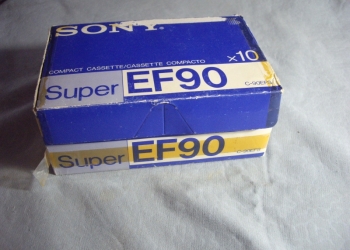 SONY
x10
COMPACT CASSETTE/CASSETTE COMPACTO
Super EF90
Super EF90